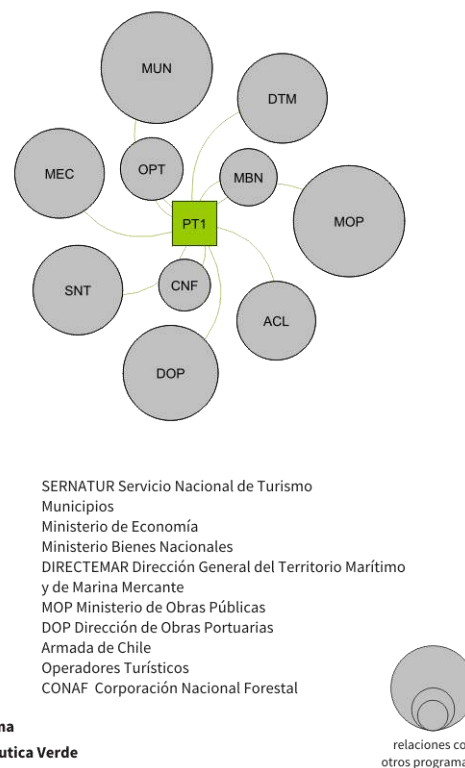 MUN
DTM
OPT
MEC
MBN
PT1
MOP
CNF
SNT
ACL
DOP
SERNATUR Servicio Nacional de Turismo
Municipios
Ministerio de Economía
Ministerio Bienes Nacionales
DIRECTEMAR Dirección General del Territorio Marítimo
y de Marina Mercante
MOP Ministerio de Obras Públicas
DOP Dirección de Obras Portuarias
Armada de Chile
Operadores Turísticos
CONAF Corporación Nacional Forestal
Verde
relaciones
otros